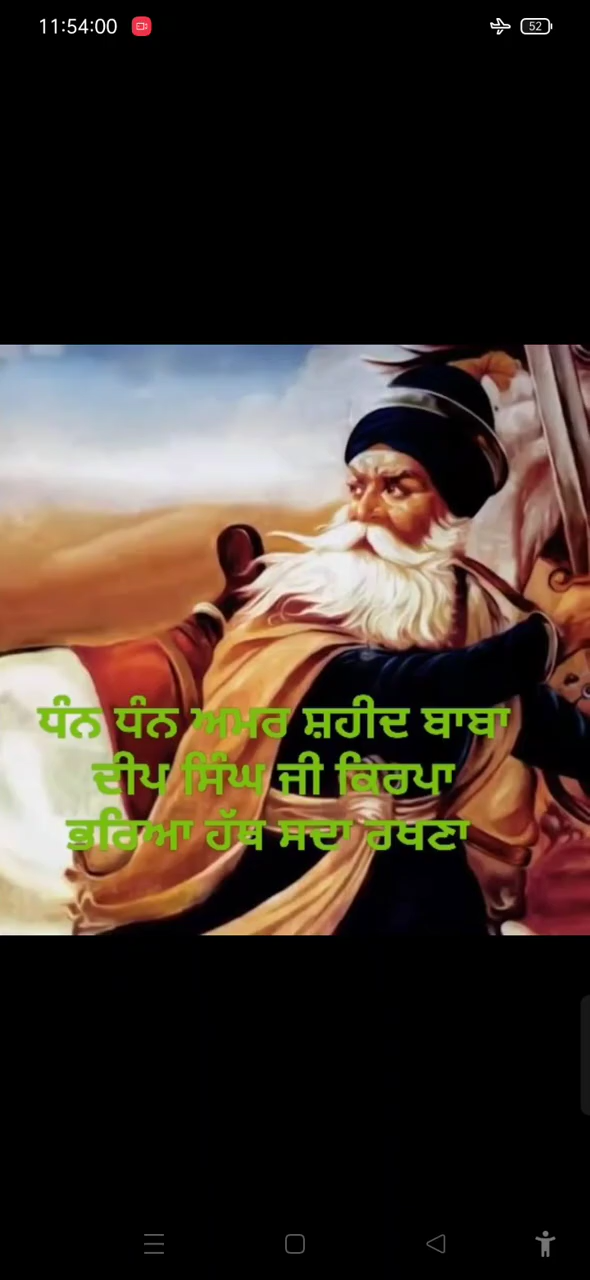 11:54:00
52
ਧੰਨ ਧੰਨ ਅਮਰ ਸ਼ਹੀਦ ਬਾਬਾ
ਦੀਪ ਸਿੰਘ ਜੀ ਕਿਰਪਾ
ਭਰਿਆ ਹੱਥ ਸਦਾ ਰਖਣਾ